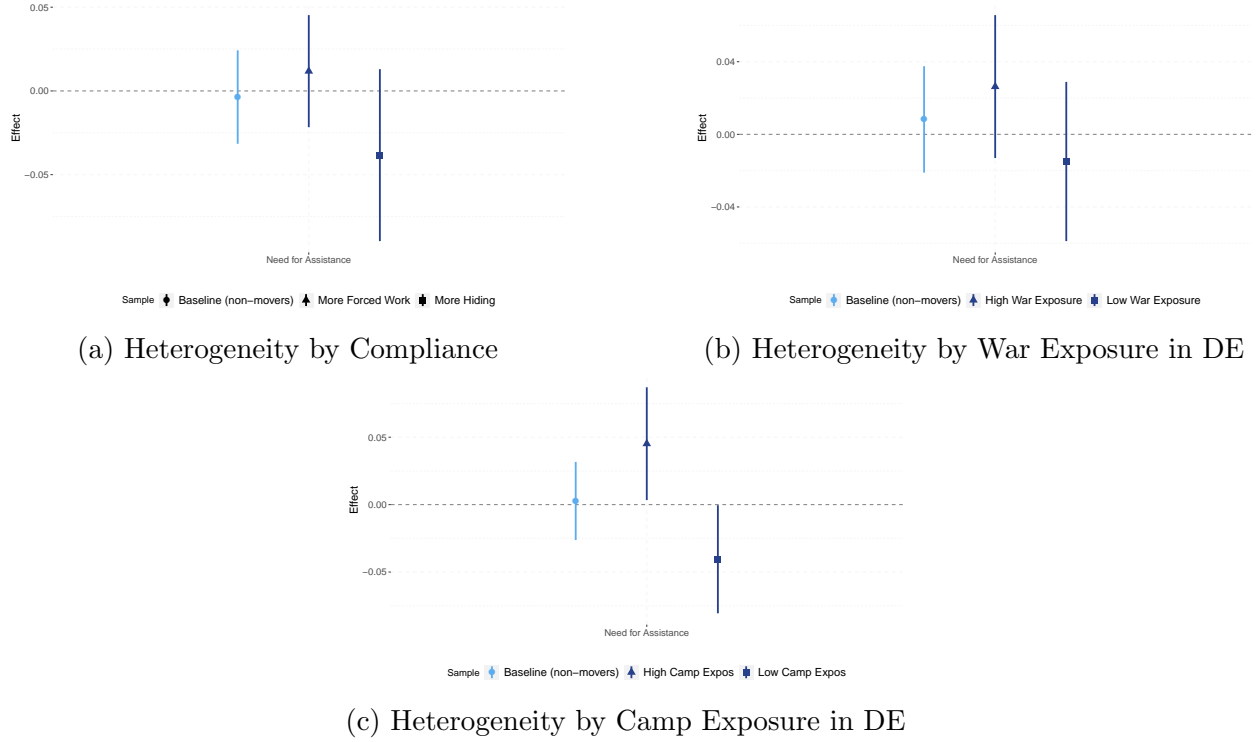 0.05
0.00
−0.05
Effect
Need for Assistance
Sample Baseline (non−movers) More Forced Work More Hiding
(a) Heterogeneity by Compliance
0.04
0.00
−0.04
Effect
Need for Assistance
Sample Baseline (non−movers) High War Exposure Low War Exposure
(b) Heterogeneity by War Exposure in DE
0.05
0.00
−0.05
Effect
Need for Assistance
Sample Baseline (non−movers) High Camp Expos Low Camp Expos
(c) Heterogeneity by Camp Exposure in DE